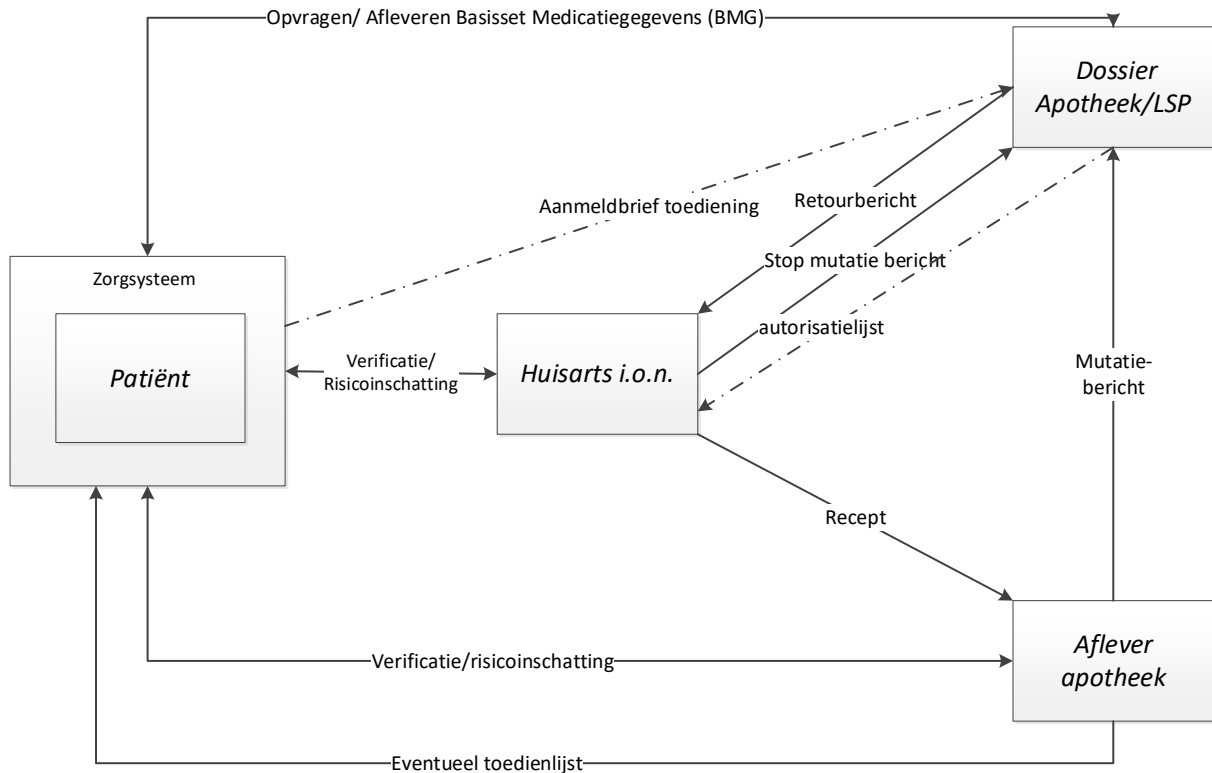 Opvragen/ Afleveren Basisset Medicatiegegevens (BMG)
Dossier
Apotheek/LSP
Aanmeldbrief toediening
Retourbericht
Stop mutatie bericht
Zorgsysteem
Patiënt
Verificatie/
Risicoinschatting
Huisarts i.o.n.
autorisatielijst
Mutatie-
bericht
Recept
Verificatie/risicoinschatting
Aflever
apotheek
Eventueel toedienlijst